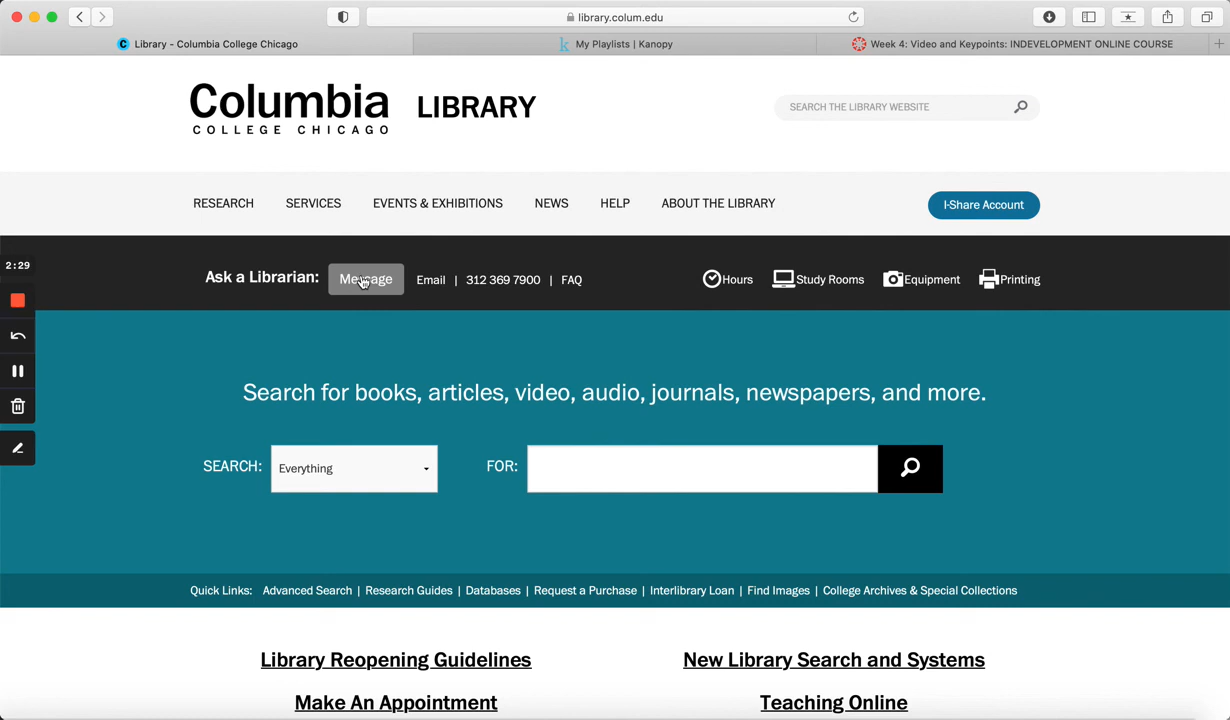 library.colum.edu
Library – Columbia College Chicago
My Playlists | Kanopy
Week 4: Video and Keypoints: INDEVELOPMENT ONLINE COURSE
Columbia
COLLEGE CHICAGO
LIBRARY
SEARCH THE LIBRARY WEBSITE
RESEARCH SERVICES EVENTS & EXHIBITIONS NEWS HELP ABOUT THE LIBRARY
I-Share Account
2:29
Ask a Librarian: Message Email | 312 369 7900 | FAQ
Hours Study Rooms Equipment Printing
Search for books, articles, video, audio, journals, newspapers, and more.
SEARCH: Everything FOR:
Quick Links: Advanced Search | Research Guides | Databases | Request a Purchase | Interlibrary Loan | Find Images | College Archives & Special Collections
Library Reopening Guidelines
New Library Search and Systems
Make An Appointment
Teaching Online